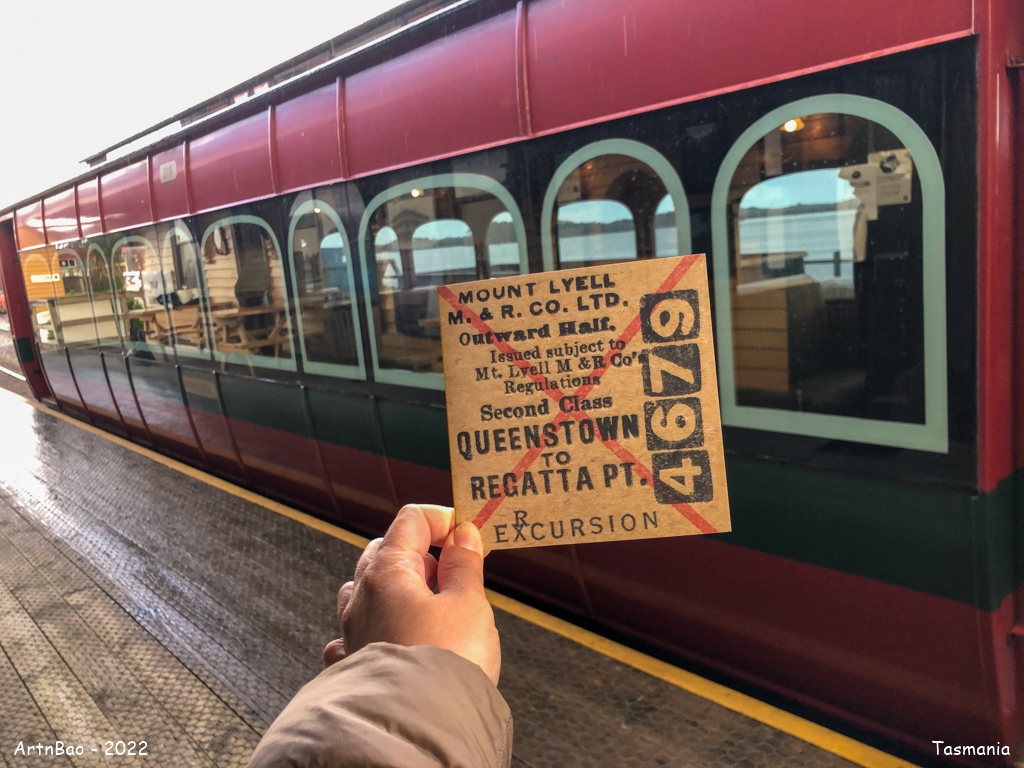 MOUNT LYELL
M. & R. CO. LTD.
Outward Half.
Issued subject to
Mt. Lyell M & R Co's
Regulations
Second Class
QUEENSTOWN
TO
REGATTA PT.
R
EXCURSION
4679
ArtnBao - 2022
Tasmania